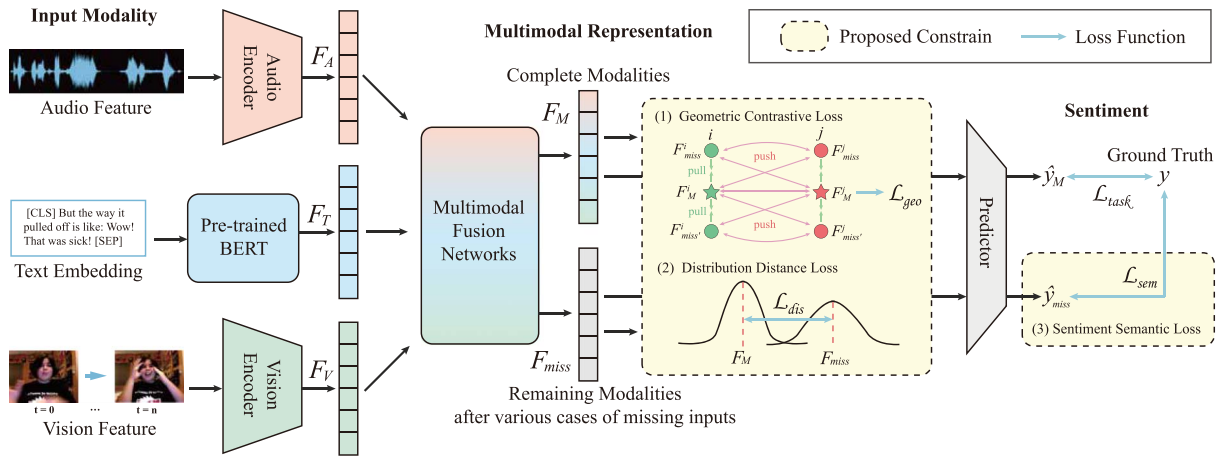 Input Modality
Audio Feature
Audio
Encoder
F_A
[CLS] But the way it
pulled off is like: Wow!
That was sick! [SEP]
Text Embedding
Pre-trained
BERT
F_T
t = 0 ... t = n
Vision Feature
Vision
Encoder
F_V
Multimodal
Fusion
Networks
Multimodal Representation
Complete Modalities
F_M
F_miss
Remaining Modalities
after various cases of missing inputs
Proposed Constrain
Loss Function
(1) Geometric Contrastive Loss
i j
F^i_miss push F^j_miss
pull
F^i_M F^j_M L_geo
pull
F^i_miss' push F^j_miss'
(2) Distribution Distance Loss
L_dis
F_M F_miss
Predictor
Sentiment
Ground Truth
ŷ_M y
L_task
L_sem
ŷ_miss
(3) Sentiment Semantic Loss